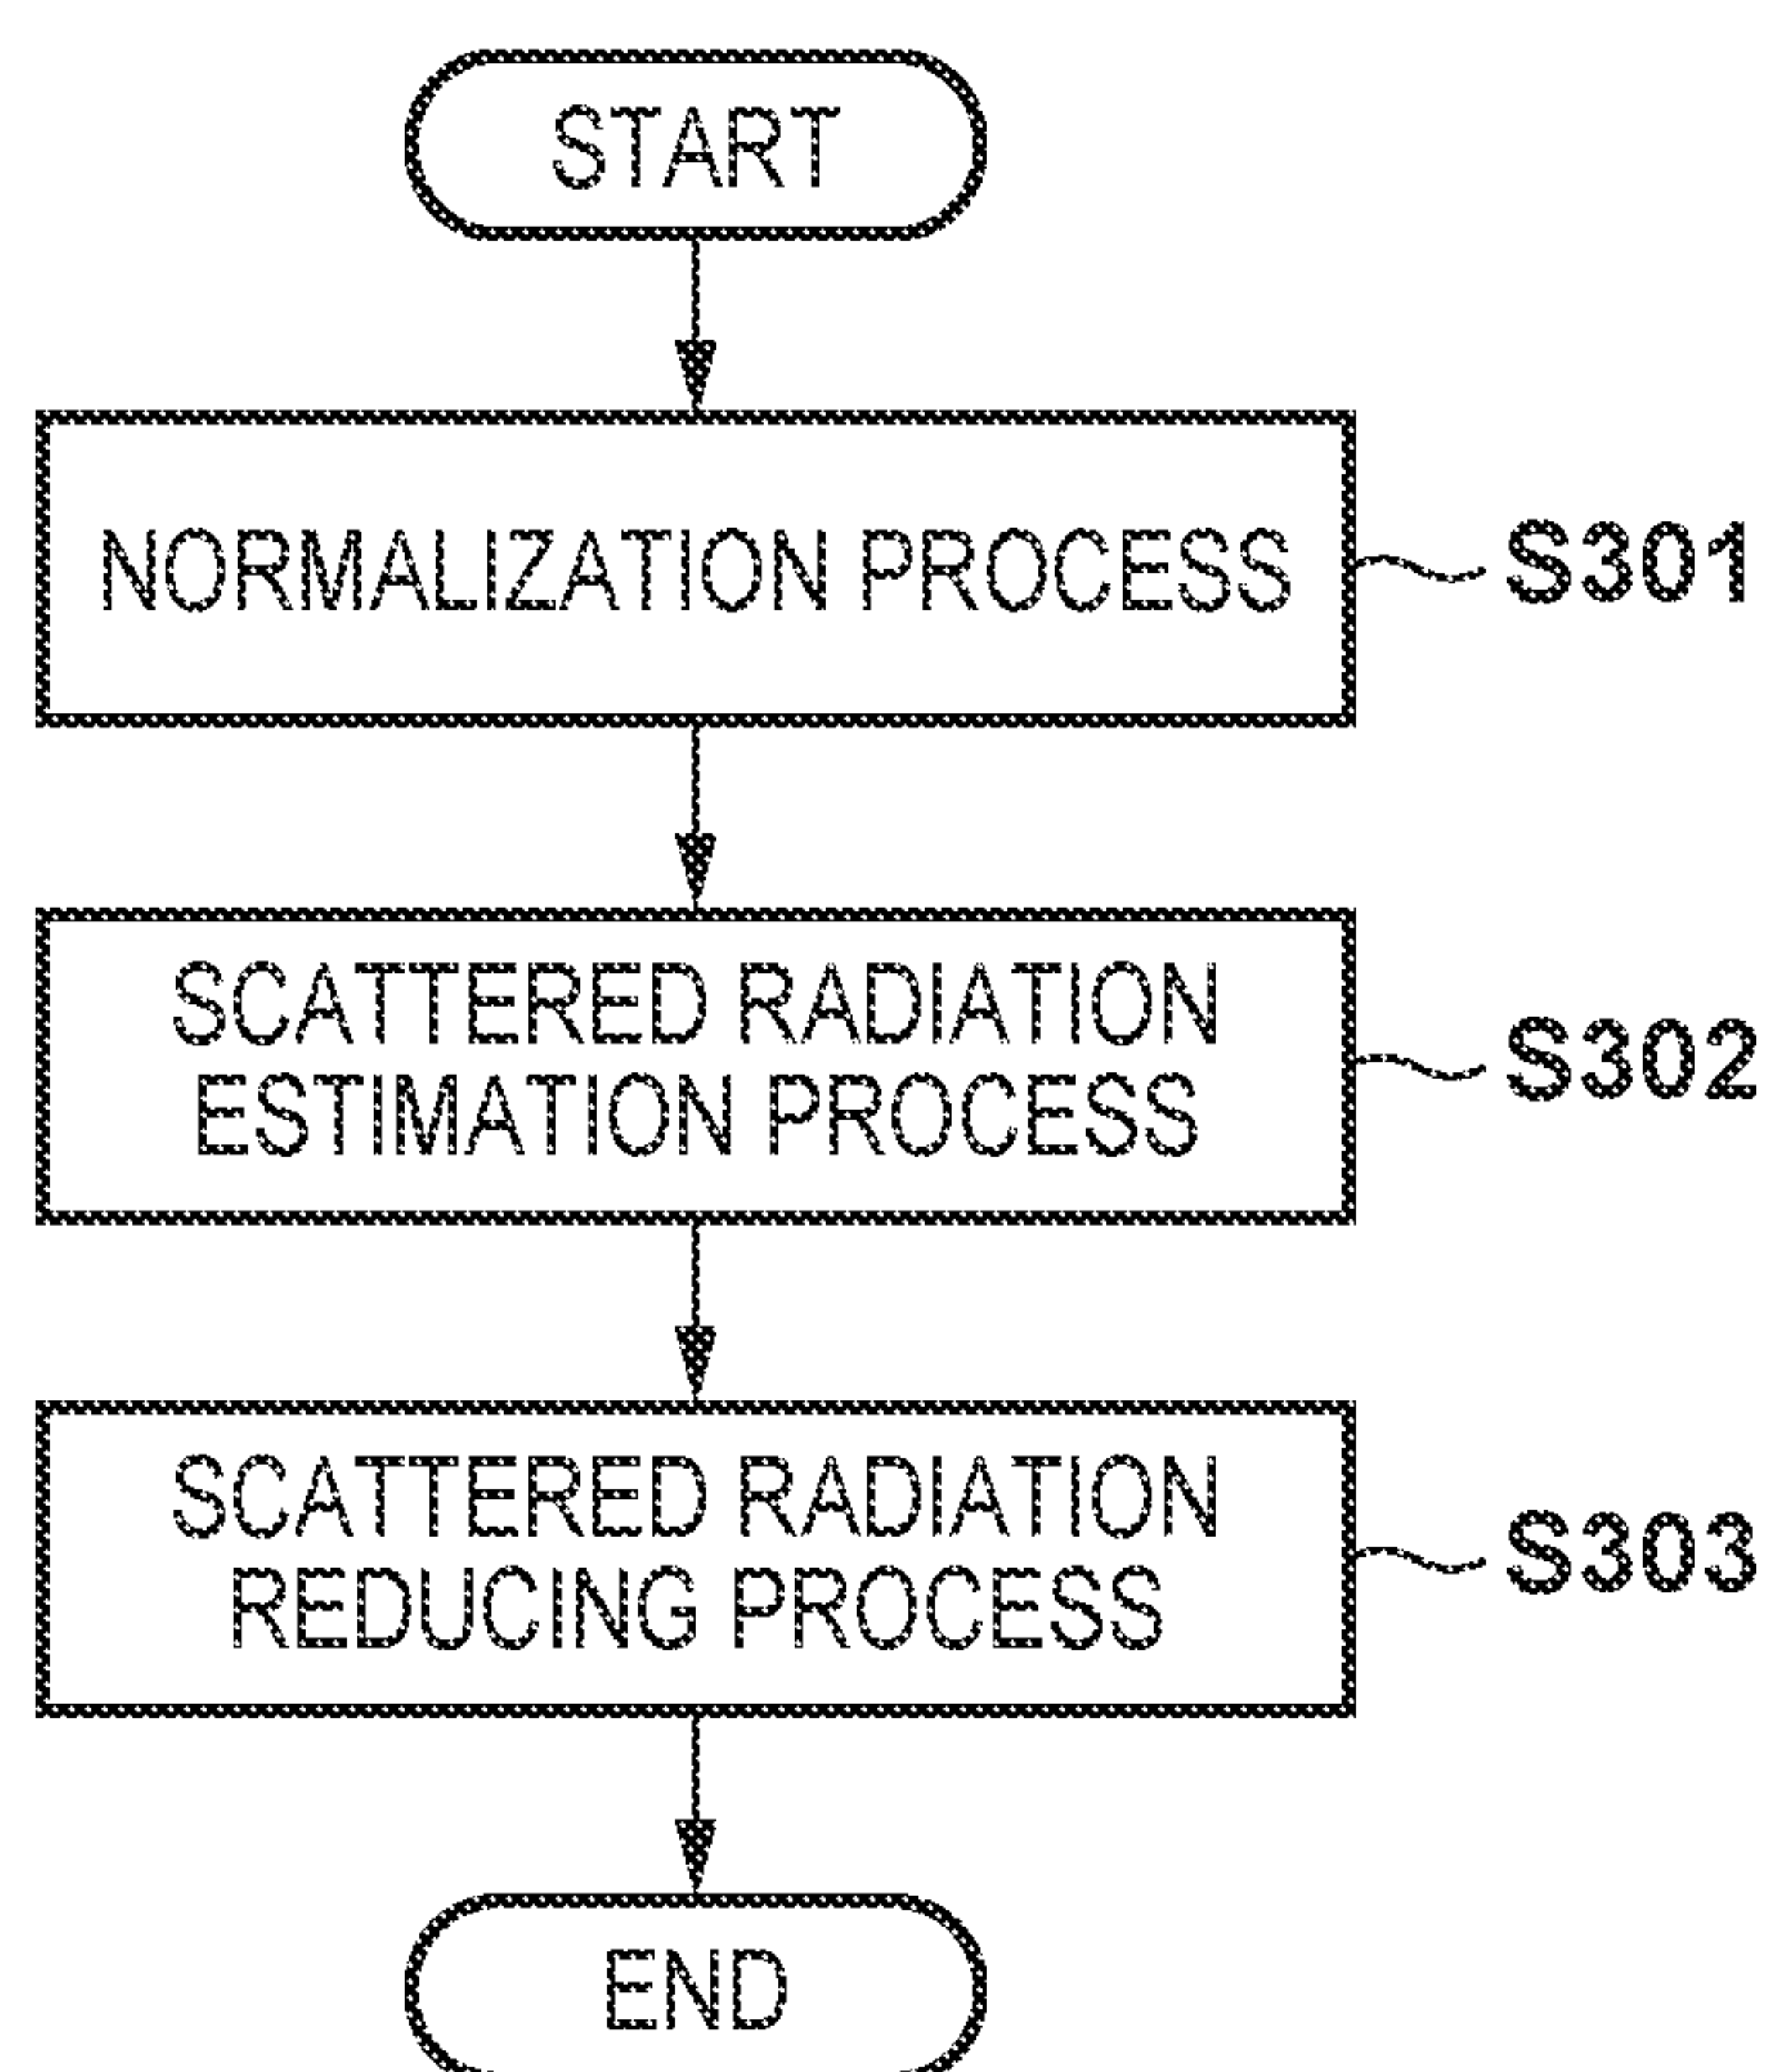 START
NORMALIZATION PROCESS
S301
SCATTERED RADIATION
ESTIMATION PROCESS
S302
SCATTERED RADIATION
REDUCING PROCESS
S303
END